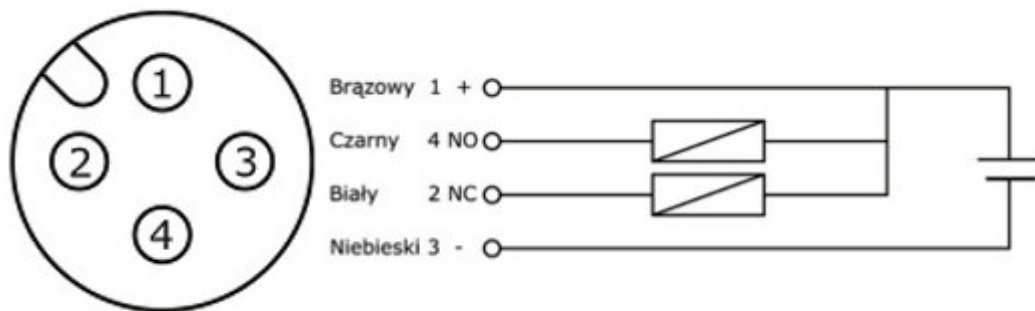 1
2
3
4
Brązowy 1 +
Czarny 4 NO
Biały 2 NC
Niebieski 3 -